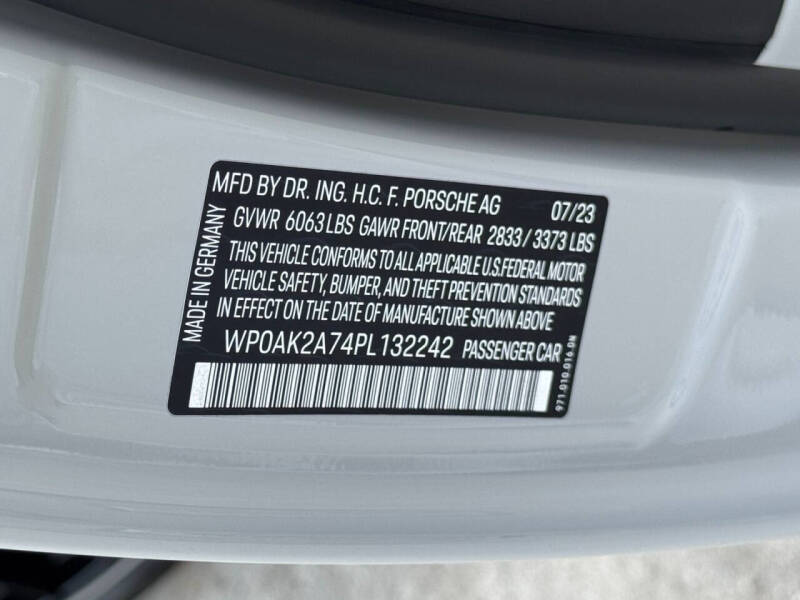 MFD BY DR. ING. H.C. F. PORSCHE AG 07/23
GVWR 6063 LBS GAWR FRONT/REAR 2833 / 3373 LBS
THIS VEHICLE CONFORMS TO ALL APPLICABLE U.S. FEDERAL MOTOR
VEHICLE SAFETY, BUMPER, AND THEFT PREVENTION STANDARDS
IN EFFECT ON THE DATE OF MANUFACTURE SHOWN ABOVE
WP0AK2A74PL132242 PASSENGER CAR
MADE IN GERMANY
971.010.016.DN